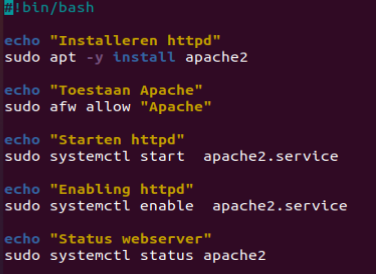 #!bin/bash
echo "Installeren httpd"
sudo apt -y install apache2
echo "Toestaan Apache"
sudo afw allow "Apache"
echo "Starten httpd"
sudo systemctl start  apache2.service
echo "Enabling httpd"
sudo systemctl enable  apache2.service
echo "Status webserver"
sudo systemctl status apache2